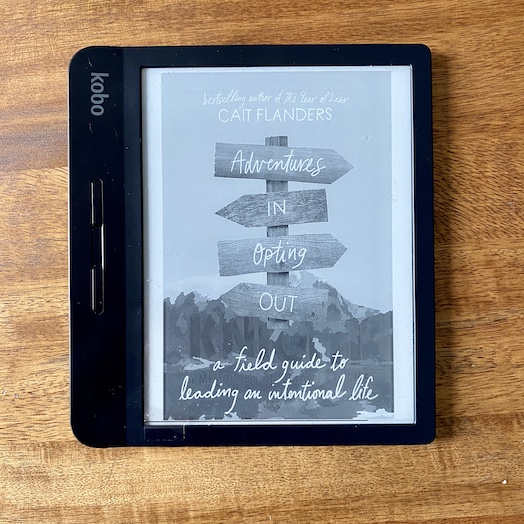 kobo
bestselling author of The Year of Less
CAIT FLANDERS
Adventures
IN
Opting
OUT
a field guide to
leading an intentional life